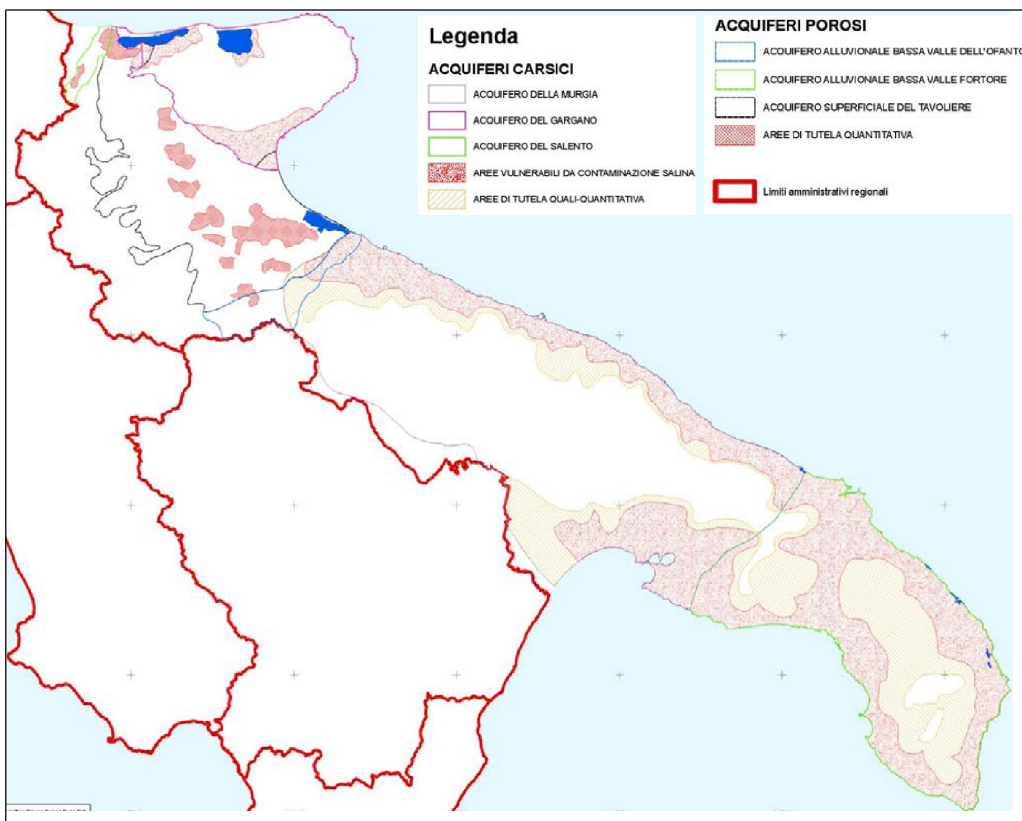 Legenda
ACQUIFERI CARSICI
ACQUIFERO DELLA MURGIA
ACQUIFERO DEL GARGANO
ACQUIFERO DEL SALENTO
AREE VULNERABILI DA CONTAMINAZIONE SALINA
AREE DI TUTELA QUALI-QUANTITATIVA
ACQUIFERI POROSI
ACQUIFERO ALLUVIONALE BASSA VALLE DELL'OFANTO
ACQUIFERO ALLUVIONALE BASSA VALLE FORTORE
ACQUIFERO SUPERFICIALE DEL TAVOLIERE
AREE DI TUTELA QUANTITATIVA
Limiti amministrativi regionali